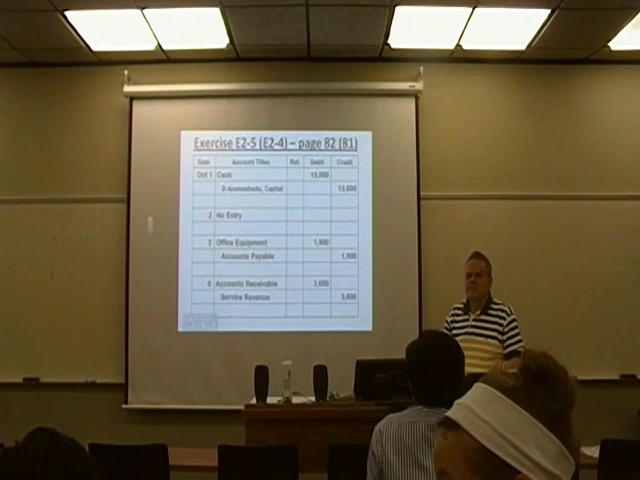 Exercise E2-5 (E2-4) – page 82 (81)
Date Account Titles Ref. Debit Credit
Oct 1 Cash 15,000
Capital 15,000
2 No Entry
3 Office Equipment 1,900
Accounts Payable 1,900
6 Accounts Receivable 3,600
Service Revenue 3,600